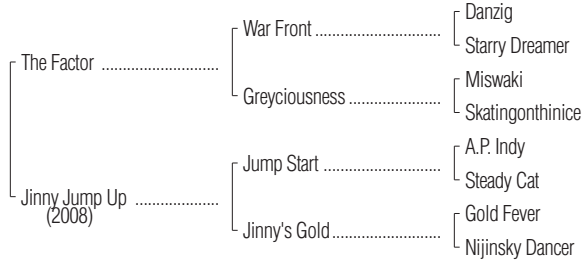 Danzig
War Front
Starry Dreamer
The Factor
Miswaki
Greyciousness
Skatingonthinice
A.P. Indy
Jump Start
Steady Cat
Jinny Jump Up
(2008)
Gold Fever
Jinny's Gold
Nijinsky Dancer